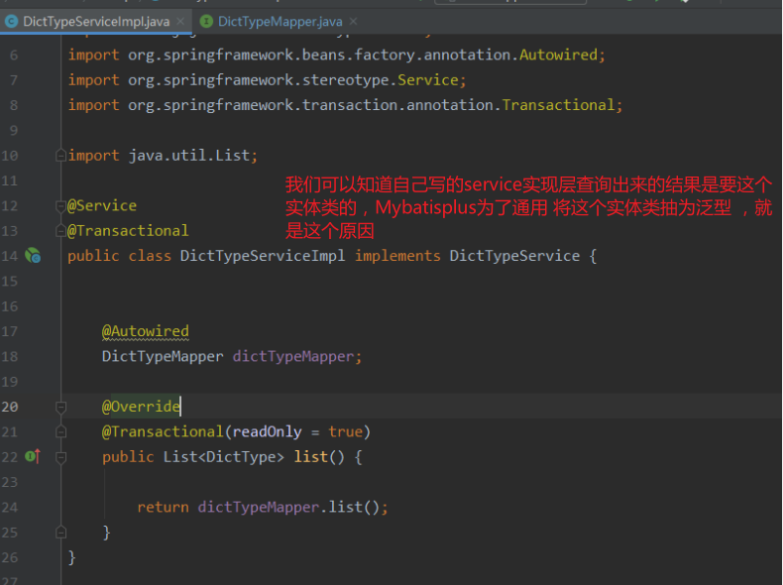 DictTypeServiceImpl.java × DictTypeMapper.java ×
6 import org.springframework.beans.factory.annotation.Autowired;
7 import org.springframework.stereotype.Service;
8 import org.springframework.transaction.annotation.Transactional;
9
10 import java.util.List;
11
我们可以知道自己写的service实现层查询出来的结果是要这个
实体类的，Mybatisplus为了通用 将这个实体类抽为泛型 ，就
是这个原因
12 @Service
13 @Transactional
14 public class DictTypeServiceImpl implements DictTypeService {
15
16
17 @Autowired
18 DictTypeMapper dictTypeMapper;
19
20 @Override
21 @Transactional(readOnly = true)
22 public List<DictType> list() {
23
24 return dictTypeMapper.list();
25 }
26 }
27